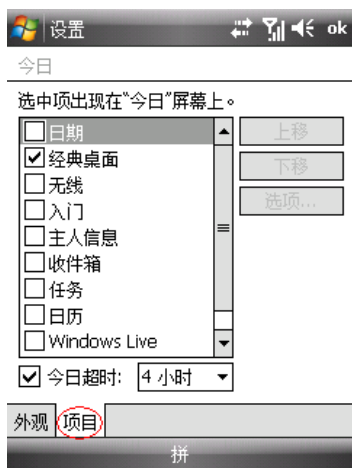 设置 ok
今日
选中项出现在“今日”屏幕上。
日期
经典桌面
无线
入门
主人信息
收件箱
任务
日历
Windows Live
上移
下移
选项...
今日超时: 4 小时
外观 项目
拼